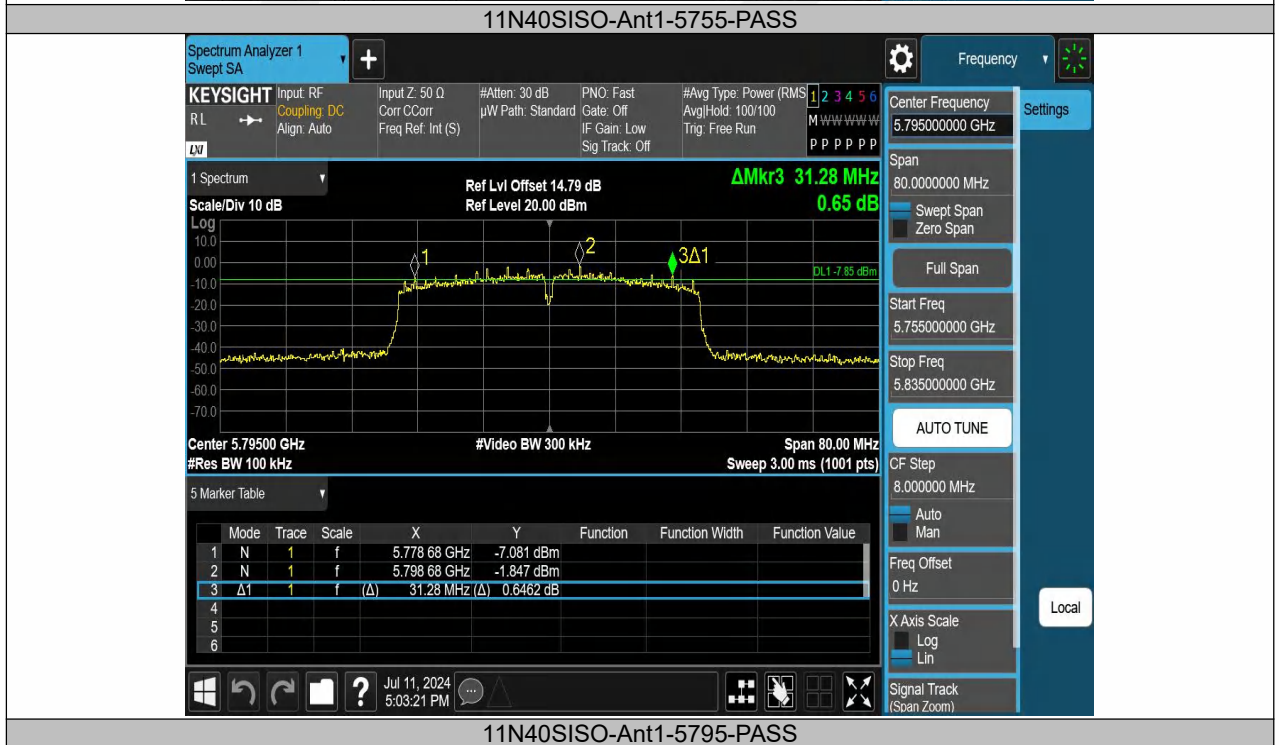 11N40SISO-Ant1-5755-PASS
Spectrum Analyzer 1
Swept SA
Frequency
KEYSIGHT
RL
LXI
Input: RF
Coupling: DC
Align: Auto
Input Z: 50 Ω
Corr CCorr
Freq Ref: Int (S)
#Atten: 30 dB
µW Path: Standard
PNO: Fast
Gate: Off
IF Gain: Low
Sig Track: Off
#Avg Type: Power (RMS
Avg|Hold: 100/100
Trig: Free Run
1 2 3 4 5 6
M W W W W W
P P P P P P
1 Spectrum
Scale/Div 10 dB
Ref Lvl Offset 14.79 dB
Ref Level 20.00 dBm
ΔMkr3 31.28 MHz
0.65 dB
Log
10.0
0.00
-10.0
-20.0
-30.0
-40.0
-50.0
-60.0
-70.0
1
2
3Δ1
DL1 -7.85 dBm
Center 5.79500 GHz
#Video BW 300 kHz
Span 80.00 MHz
#Res BW 100 kHz
Sweep 3.00 ms (1001 pts)
5 Marker Table
Mode Trace Scale X Y Function Function Width Function Value
1 N 1 f 5.778 68 GHz -7.081 dBm
2 N 1 f 5.798 68 GHz -1.847 dBm
3 Δ1 1 f (Δ) 31.28 MHz (Δ) 0.6462 dB
4
5
6
Jul 11, 2024
5:03:21 PM
Center Frequency
5.795000000 GHz
Settings
Span
80.0000000 MHz
Swept Span
Zero Span
Full Span
Start Freq
5.755000000 GHz
Stop Freq
5.835000000 GHz
AUTO TUNE
CF Step
8.000000 MHz
Auto
Man
Freq Offset
0 Hz
Local
X Axis Scale
Log
Lin
Signal Track
(Span Zoom)
11N40SISO-Ant1-5795-PASS